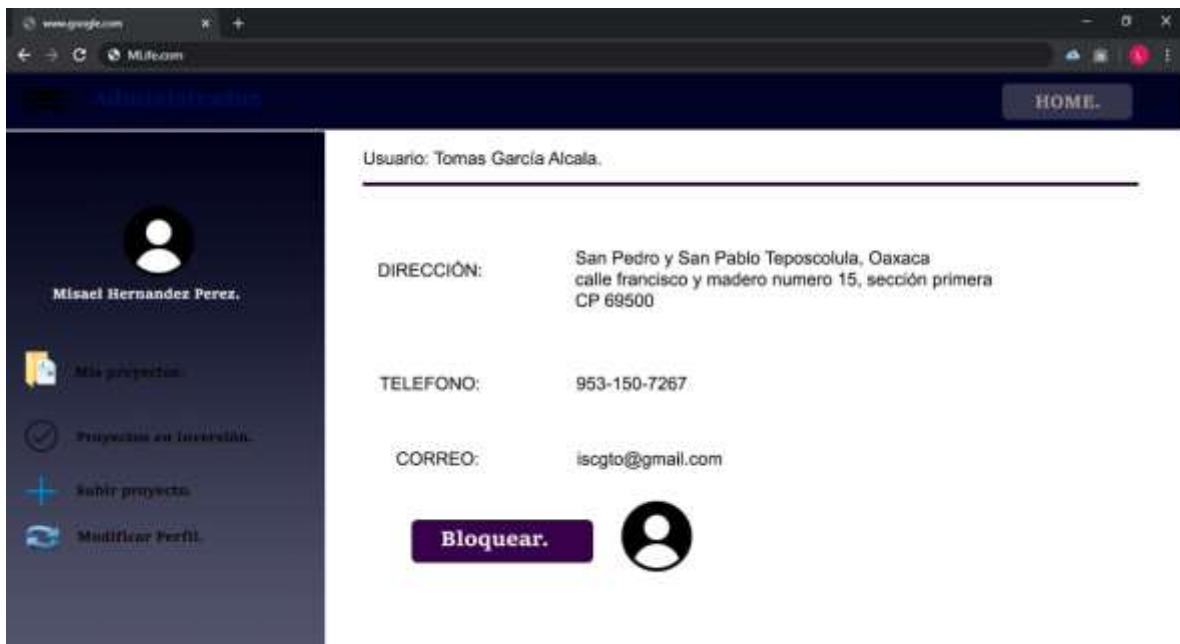 www.google.com
MLife.com
Administrador
HOME.
Misael Hernandez Perez.
Mis proyectos.
Proyectos en Inversión.
Subir proyecto.
Modificar Perfil.
Usuario: Tomas García Alcala.
DIRECCIÓN:
San Pedro y San Pablo Teposcolula, Oaxaca
calle francisco y madero numero 15, sección primera
CP 69500
TELEFONO:
953-150-7267
CORREO:
iscgto@gmail.com
Bloquear.